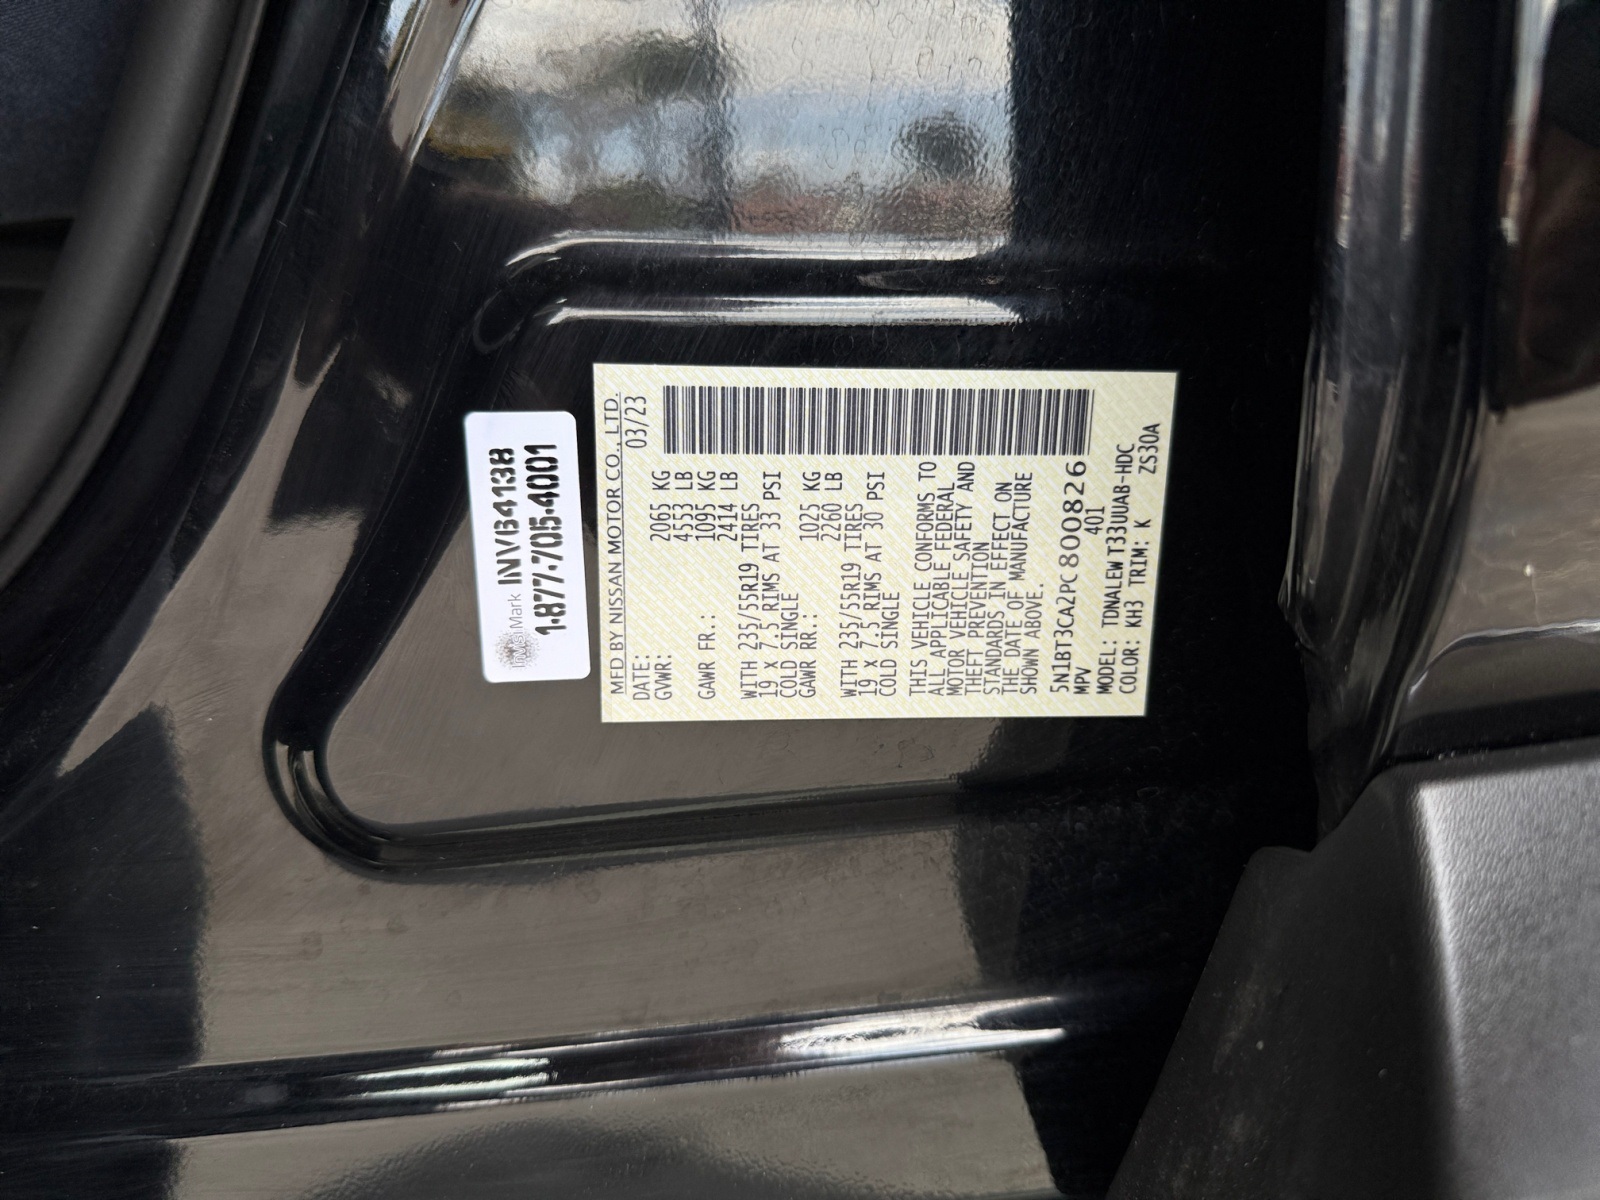 InvisiMark INVB4138
1-877-705-4001
MFD BY NISSAN MOTOR CO.,LTD.
DATE: 03/23
GVWR: 2065 KG
4553 LB
GAWR FR.: 1095 KG
2414 LB
WITH 235/55R19 TIRES
19 X 7.5 RIMS AT 33 PSI
COLD SINGLE
GAWR RR.: 1025 KG
2260 LB
WITH 235/55R19 TIRES
19 X 7.5 RIMS AT 30 PSI
COLD SINGLE
THIS VEHICLE CONFORMS TO
ALL APPLICABLE FEDERAL
MOTOR VEHICLE SAFETY AND
THEFT PREVENTION
STANDARDS IN EFFECT ON
THE DATE OF MANUFACTURE
SHOWN ABOVE.
5N1BT3CA2PC800826
MPV 401
MODEL: TDNALEWT33UUAB-HDC
COLOR: KH3 TRIM: K ZS30A